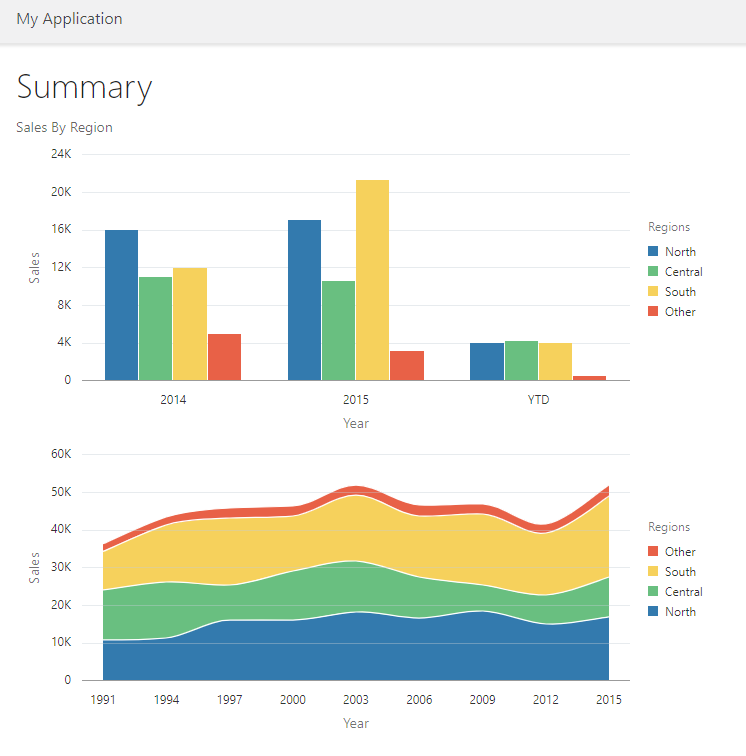 My Application
Summary
Sales By Region
24K
20K
16K
12K
8K
4K
0
Sales
2014 2015 YTD
Year
Regions
North
Central
South
Other
60K
50K
40K
30K
20K
10K
0
Sales
1991 1994 1997 2000 2003 2006 2009 2012 2015
Year
Regions
Other
South
Central
North